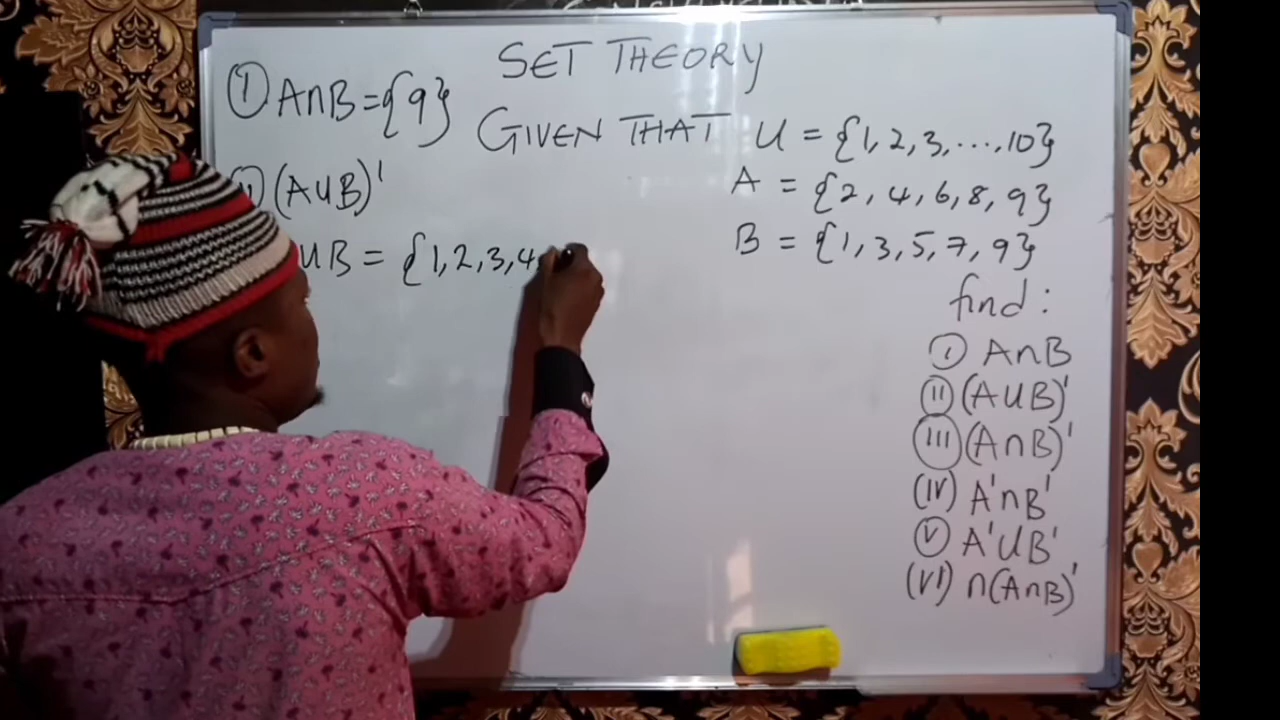 SET THEORY
GIVEN THAT U = {1, 2, 3, ..., 10}
A = {2, 4, 6, 8, 9}
B = {1, 3, 5, 7, 9}
find :
(I) A∩B
(II) (A∪B)'
(III) (A∩B)'
(IV) A'∩B'
(V) A'∪B'
(VI) n(A∩B)'
(I) A∩B = {9}
(A∪B)'
∪B = {1, 2, 3, 4,